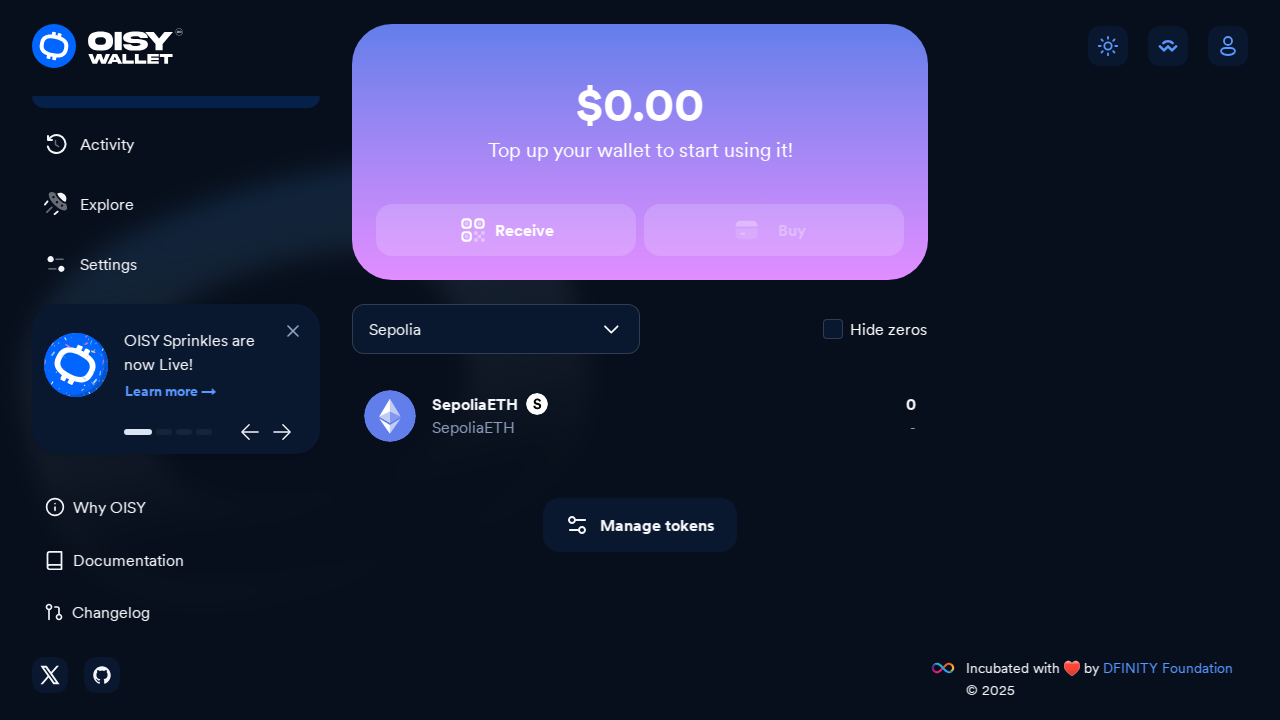 OISY
WALLET
$0.00
Top up your wallet to start using it!
Receive
Buy
Activity
Explore
Settings
OISY Sprinkles are
now Live!
Learn more →
Sepolia
Hide zeros
SepoliaETH
SepoliaETH
0
-
Manage tokens
Why OISY
Documentation
Changelog
Incubated with ❤️ by DFINITY Foundation
© 2025